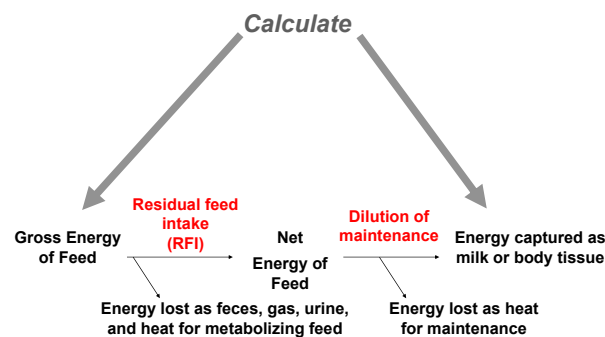 Calculate
Residual feed
intake
(RFI)
Dilution of
maintenance
Gross Energy
of Feed
Net
Energy of
Feed
Energy captured as
milk or body tissue
Energy lost as feces, gas, urine,
and heat for metabolizing feed
Energy lost as heat
for maintenance